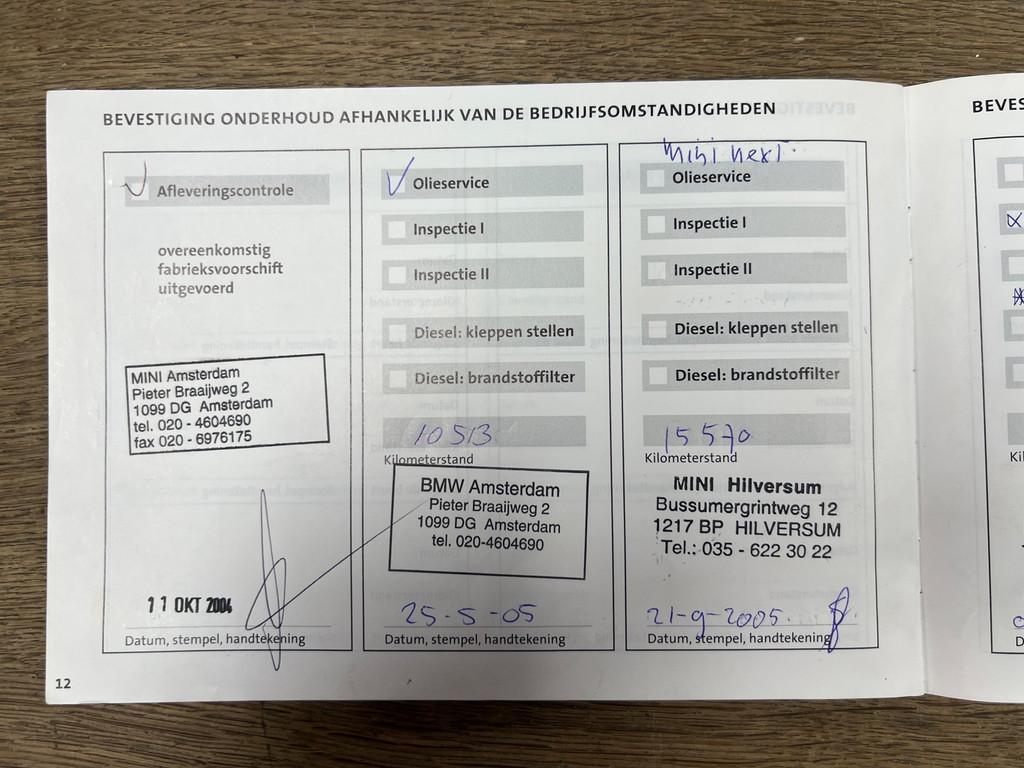 BEVESTIGING ONDERHOUD AFHANKELIJK VAN DE BEDRIJFSOMSTANDIGHEDEN
Afleveringscontrole
overeenkomstig
fabrieksvoorschift
uitgevoerd
MINI Amsterdam
Pieter Braaijweg 2
1099 DG Amsterdam
tel. 020 - 4604690
fax 020 - 6976175
11 OKT 2004
Datum, stempel, handtekening
Olieservice
Inspectie I
Inspectie II
Diesel: kleppen stellen
Diesel: brandstoffilter
10513
Kilometerstand
BMW Amsterdam
Pieter Braaijweg 2
1099 DG Amsterdam
tel. 020-4604690
25-5-05
Datum, stempel, handtekening
Mini next
Olieservice
Inspectie I
Inspectie II
Diesel: kleppen stellen
Diesel: brandstoffilter
15570
Kilometerstand
MINI Hilversum
Bussumergrintweg 12
1217 BP HILVERSUM
Tel.: 035 - 622 30 22
21-9-2005.
Datum, stempel, handtekening
12
BEVES
Kil
D